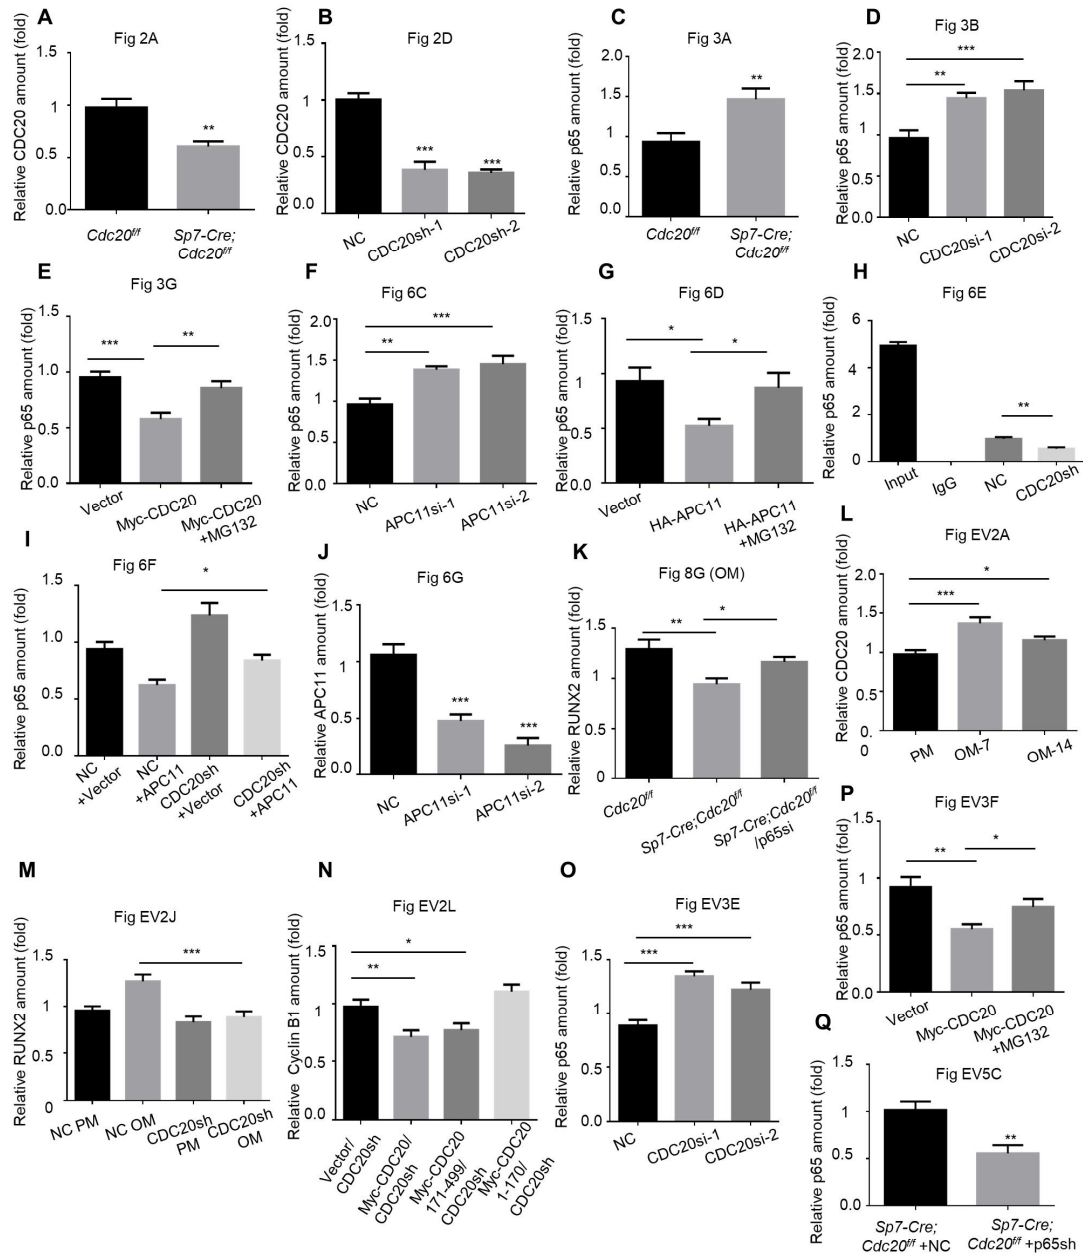 A
Fig 2A
Relative CDC20 amount (fold)
1.5
1
0.5
0.0
**
Cdc20f/f
Sp7-Cre;
Cdc20f/f
B
Fig 2D
Relative CDC20 amount (fold)
1.5
1
0.5
0.0
***
***
NC
CDC20sh-1
CDC20sh-2
C
Fig 3A
Relative p65 amount (fold)
2.0
1.5
1.0
0.5
0.0
**
Cdc20f/f
Sp7-Cre;
Cdc20f/f
D
Fig 3B
Relative p65 amount (fold)
2.0
1.5
1
0.5
0.0
***
**
NC
CDC20si-1
CDC20si-2
E
Fig 3G
Relative p65 amount (fold)
1.5
1
0.5
0.0
***
**
Vector
Myc-CDC20
Myc-CDC20
+MG132
F
Fig 6C
Relative p65 amount (fold)
2.0
1.5
1
0.5
0.0
***
**
NC
APC11si-1
APC11si-2
G
Fig 6D
Relative p65 amount (fold)
1.5
1
0.5
0.0
*
*
Vector
HA-APC11
HA-APC11
+MG132
H
Fig 6E
Relative p65 amount (fold)
6
4
2
0
**
Input
IgG
NC
CDC20sh
I
Fig 6F
Relative p65 amount (fold)
1.5
1
0.5
0.0
*
NC
+Vector
NC
+APC11
CDC20sh
+Vector
CDC20sh
+APC11
J
Fig 6G
Relative APC11 amount (fold)
1.5
1
0.5
0.0
***
***
NC
APC11si-1
APC11si-2
K
Fig 8G (OM)
Relative RUNX2 amount (fold)
1.5
1
0.5
0
**
*
Cdc20f/f
Sp7-Cre;Cdc20f/f
Sp7-Cre;Cdc20f/f
/p65si
L
Fig EV2A
Relative CDC20 amount (fold)
2.0
1.5
1
0.5
0.
0
*
***
PM
OM-7
OM-14
M
Fig EV2J
Relative RUNX2 amount (fold)
1.5
1
0.5
0
***
NC PM
NC OM
CDC20sh
PM
CDC20sh
OM
N
Fig EV2L
Relative Cyclin B1 amount (fold)
1.5
1
0.5
0.0
*
**
Vector/
CDC20sh
Myc-CDC20/
CDC20sh
Myc-CDC20
171-499/
CDC20sh
Myc-CDC20
1-170/
CDC20sh
O
Fig EV3E
Relative p65 amount (fold)
1.5
1
0.5
0.0
***
***
NC
CDC20si-1
CDC20si-2
P
Fig EV3F
Relative p65 amount (fold)
1.5
1
0.5
0
**
*
Vector
Myc-CDC20
Myc-CDC20
+MG132
Q
Fig EV5C
Relative p65 amount (fold)
1.5
1
0.5
0.0
**
Sp7-Cre;
Cdc20f/f +NC
Sp7-Cre;
Cdc20f/f +p65sh